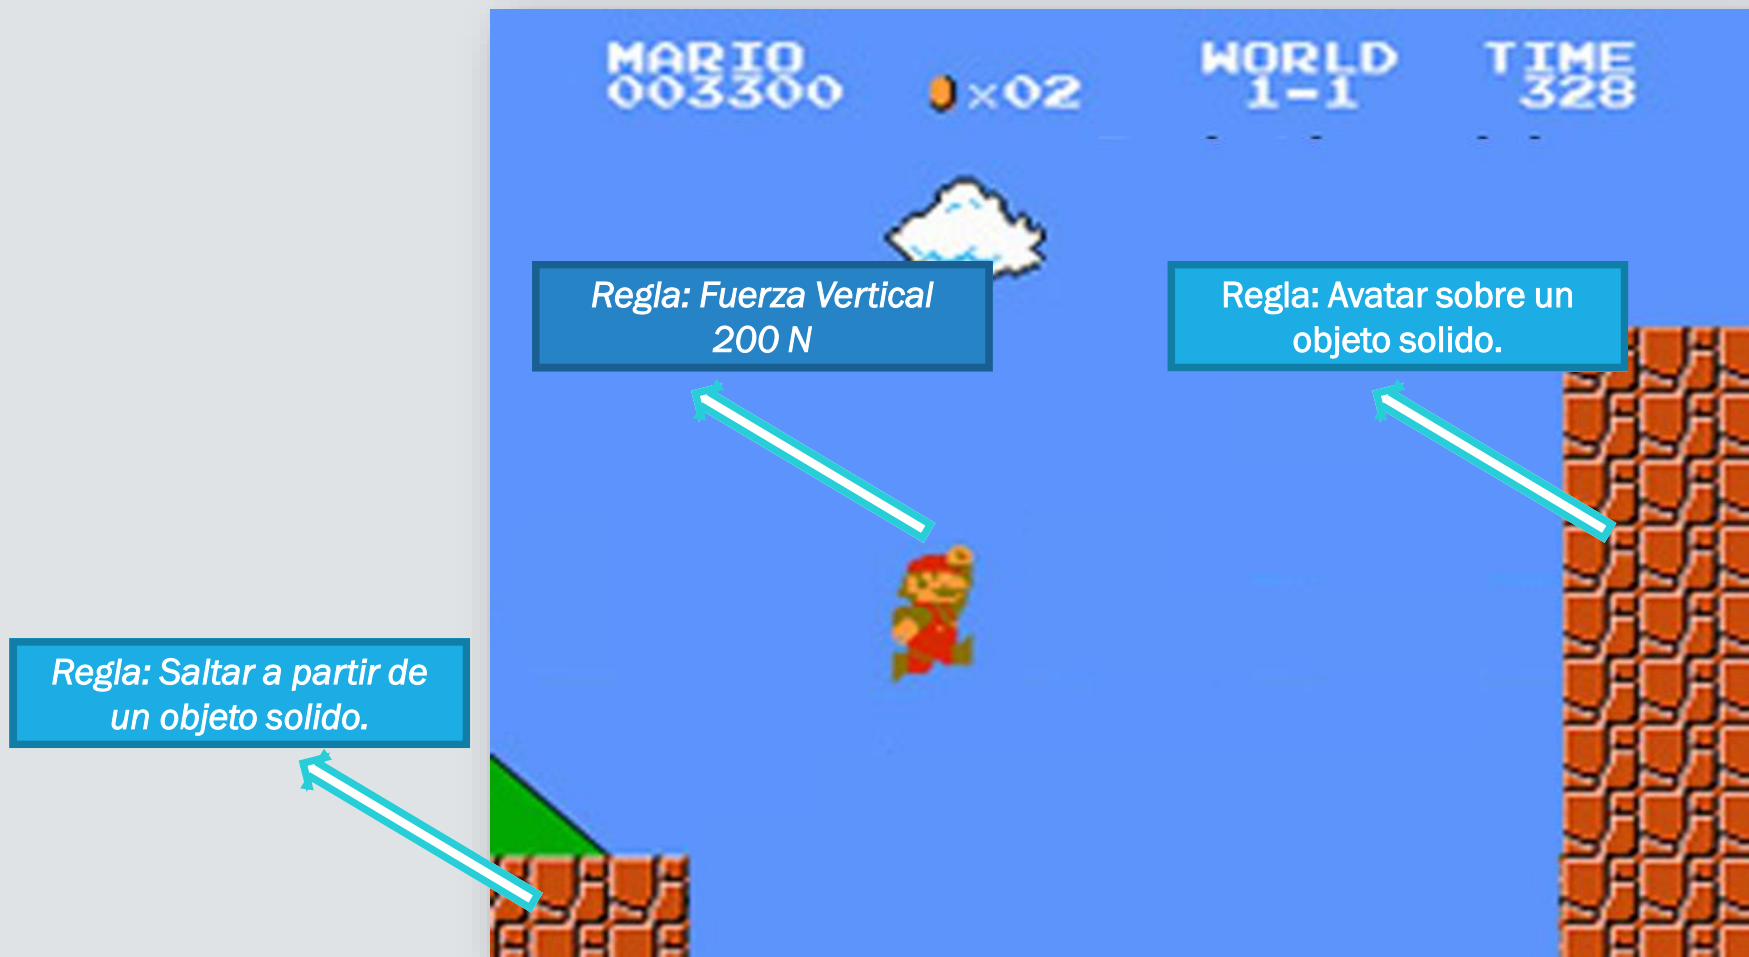 MARIO WORLD TIME
003300 ×02 1-1 328
Regla: Fuerza Vertical
200 N
Regla: Avatar sobre un
objeto solido.
Regla: Saltar a partir de
un objeto solido.